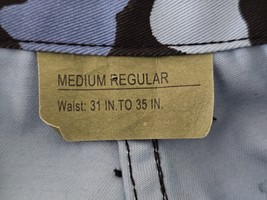 MEDIUM REGULAR
Waist: 31 IN. TO 35 IN.